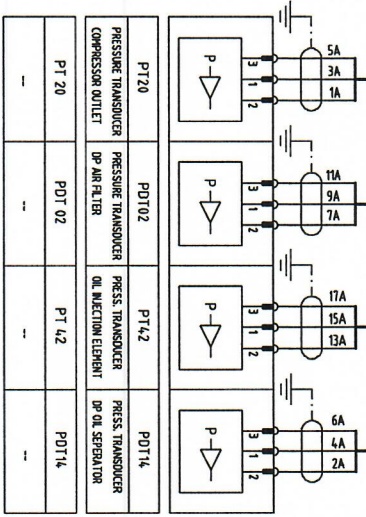 5A
3A
1A
P
3
1
2
PT20
PRESSURE TRANSDUCER
COMPRESSOR OUTLET
PT 20
--
11A
9A
7A
P
3
1
2
PDT02
PRESSURE TRANSDUCER
DP AIR FILTER
PDT 02
--
17A
15A
13A
P
3
1
2
PT42
PRESS. TRANSDUCER
OIL INJECTION ELEMENT
PT 42
--
6A
4A
2A
P
3
1
2
PDT14
PRESS. TRANSDUCER
DP OIL SEPERATOR
PDT14
--